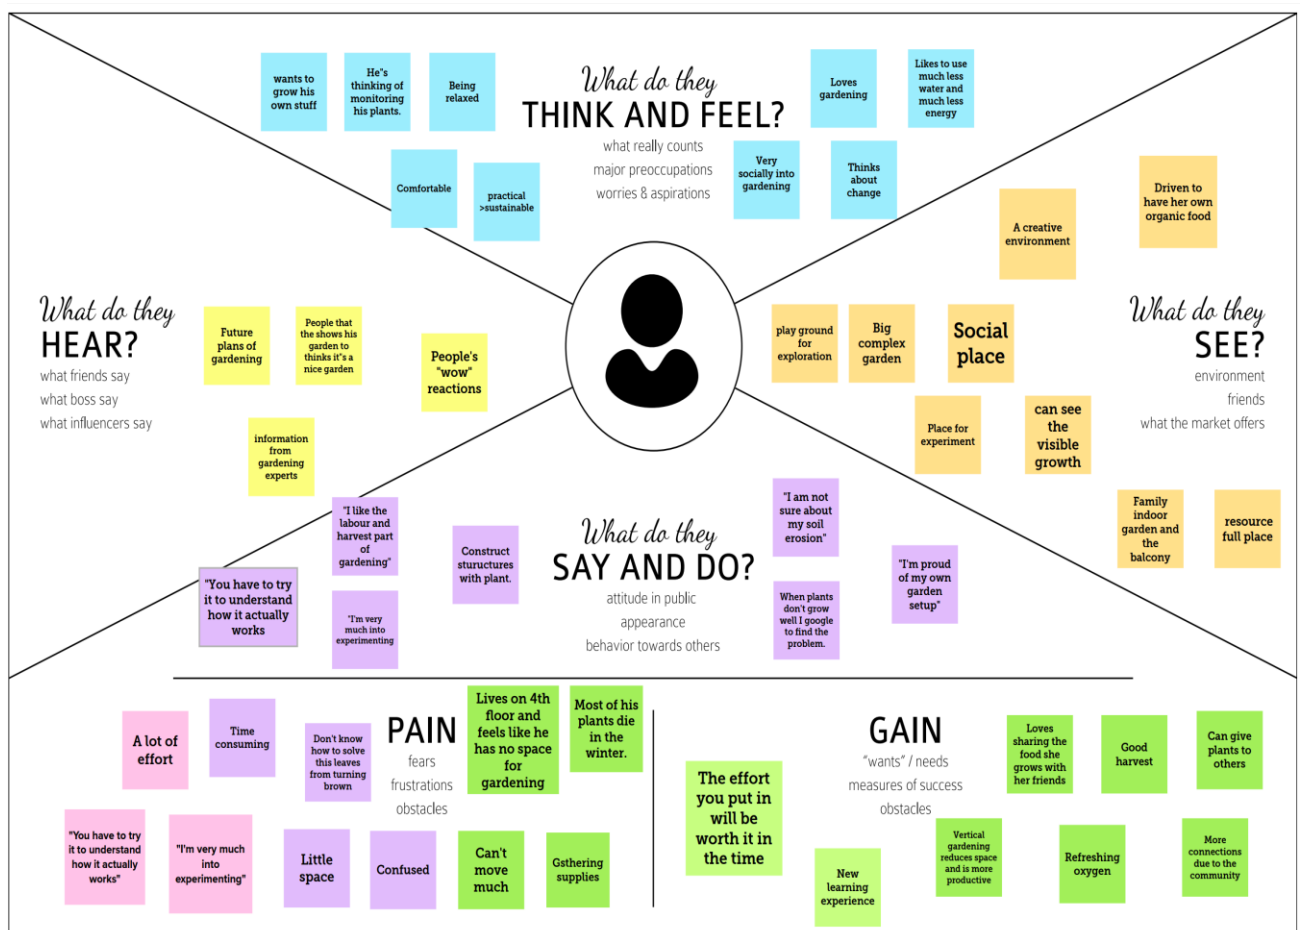 wants to
grow his
own stuff
He"s
thinking of
monitoring
his plants.
Being
relaxed
Comfortable
practical
>sustainable
What do they
THINK AND FEEL?
what really counts
major preoccupations
worries & aspirations
Loves
gardening
Likes to use
much less
water and
much less
energy
Very
socially into
gardening
Thinks
about
change
What do they
HEAR?
what friends say
what boss say
what influencers say
Future
plans of
gardening
People that
the shows his
garden to
thinks it"s a
nice garden
People's
"wow"
reactions
information
from
gardening
experts
A creative
environment
Driven to
have her own
organic food
play ground
for
exploration
Big
complex
garden
Social
place
Place for
experiment
can see
the
visible
growth
Family
indoor
garden and
the
balcony
resource
full place
What do they
SEE?
environment
friends
what the market offers
"I like the
labour and
harvest part
of
gardening"
"You have to try
it to understand
how it actually
works
"I'm very
much into
experimenting
Construct
sturuetures
with plant.
What do they
SAY AND DO?
attitude in public
appearance
behavior towards others
"I am not
sure about
my soil
erosion"
When plants
don't grow
well I google
to find the
problem.
"I'm proud
of my own
garden
setup"
A lot of
effort
Time
consuming
Don't know
how to solve
this leaves
from turning
brown
PAIN
fears
frustrations
obstacles
Lives on 4th
floor and
feels like he
has no space
for
gardening
Most of his
plants die
in the
winter.
"You have to try
it to understand
how it actually
works"
"I'm very much
into
experimenting"
Little
space
Confused
Can't
move
much
Gsthering
supplies
The effort
you put in
will be
worth it in
the time
New
learning
experience
GAIN
"wants" / needs
measures of success
obstacles
Loves
sharing the
food she
grows with
her friends
Good
harvest
Can give
plants to
others
Vertical
gardening
reduces space
and is more
productive
Refreshing
oxygen
More
connections
due to the
community